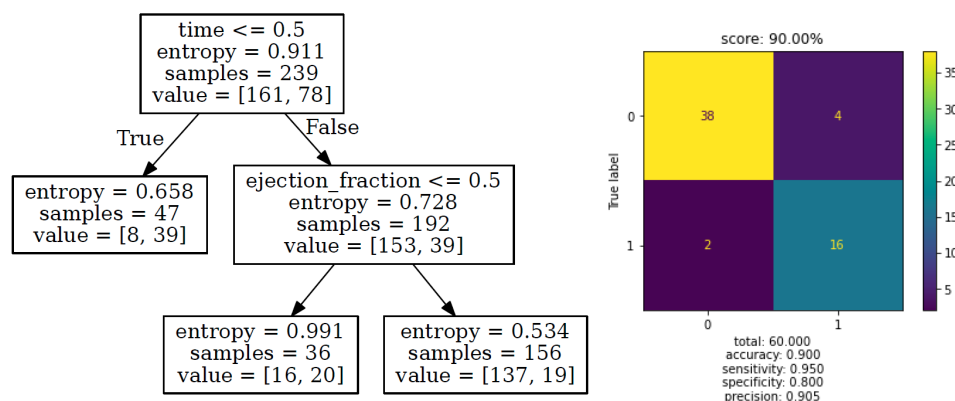 time <= 0.5
entropy = 0.911
samples = 239
value = [161, 78]
True
False
entropy = 0.658
samples = 47
value = [8, 39]
ejection_fraction <= 0.5
entropy = 0.728
samples = 192
value = [153, 39]
entropy = 0.991
samples = 36
value = [16, 20]
entropy = 0.534
samples = 156
value = [137, 19]
score: 90.00%
True label
0
1
38
4
2
16
0
1
35
30
25
20
15
10
5
total: 60.000
accuracy: 0.900
sensitivity: 0.950
specificity: 0.800
precision: 0.905